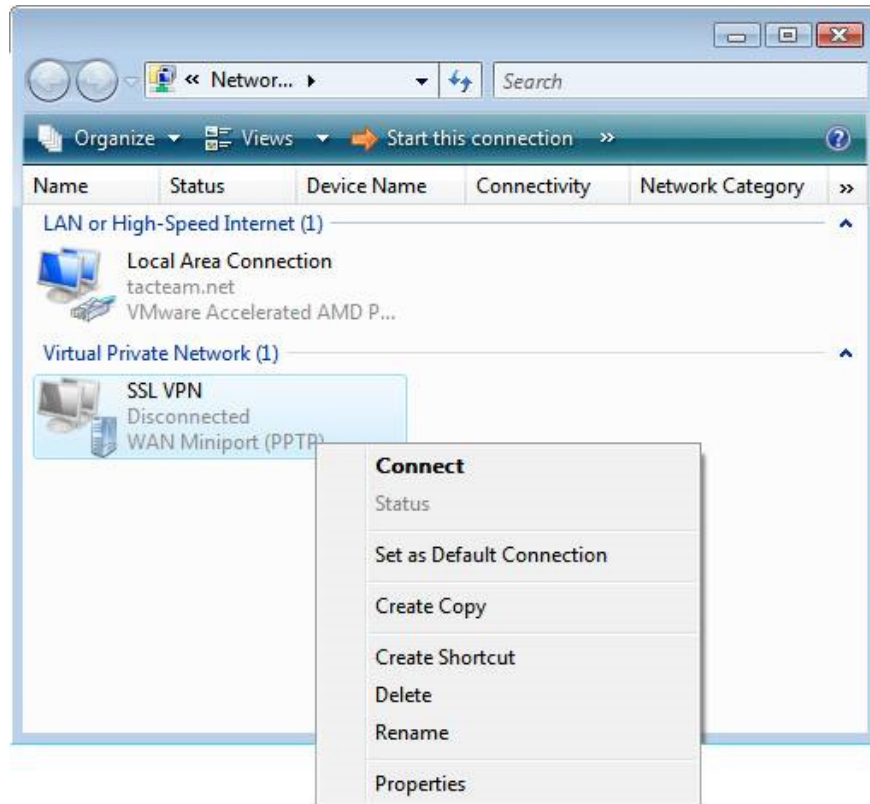 « Networ...
Search
Organize Views Start this connection »
Name Status Device Name Connectivity Network Category »
LAN or High-Speed Internet (1)
Local Area Connection
tacteam.net
VMware Accelerated AMD P...
Virtual Private Network (1)
SSL VPN
Disconnected
WAN Miniport (PPTP)
Connect
Status
Set as Default Connection
Create Copy
Create Shortcut
Delete
Rename
Properties